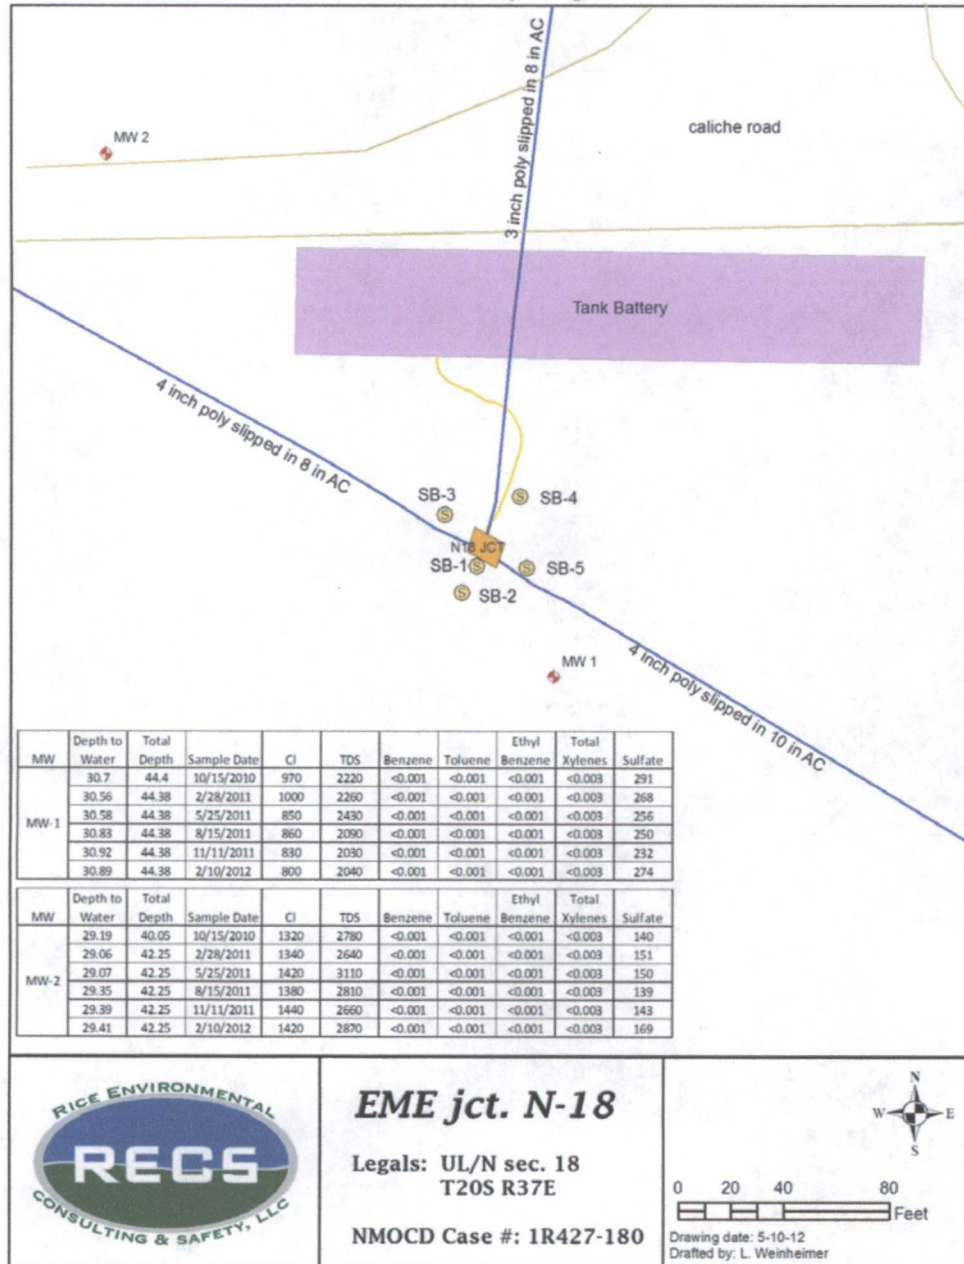 3 inch poly slipped in 8 in AC
MW 2
caliche road
Tank Battery
4 inch poly slipped in 8 in AC
SB-3
SB-4
N18 JCT
SB-1
SB-5
SB-2
MW 1
4 inch poly slipped in 10 in AC
MW Depth to Water Total Depth Sample Date Cl TDS Benzene Toluene Ethyl Benzene Total Xylenes Sulfate
MW-1
30.7 44.4 10/15/2010 970 2220 <0.001 <0.001 <0.001 <0.003 291
30.56 44.38 2/28/2011 1000 2260 <0.001 <0.001 <0.001 <0.003 268
30.58 44.38 5/25/2011 850 2430 <0.001 <0.001 <0.001 <0.003 256
30.83 44.38 8/15/2011 860 2090 <0.001 <0.001 <0.001 <0.003 250
30.92 44.38 11/11/2011 830 2030 <0.001 <0.001 <0.001 <0.003 232
30.89 44.38 2/10/2012 800 2040 <0.001 <0.001 <0.001 <0.003 274
MW Depth to Water Total Depth Sample Date Cl TDS Benzene Toluene Ethyl Benzene Total Xylenes Sulfate
MW-2
29.19 40.05 10/15/2010 1320 2780 <0.001 <0.001 <0.001 <0.003 140
29.06 42.25 2/28/2011 1340 2640 <0.001 <0.001 <0.001 <0.003 151
29.07 42.25 5/25/2011 1420 3110 <0.001 <0.001 <0.001 <0.003 150
29.35 42.25 8/15/2011 1380 2810 <0.001 <0.001 <0.001 <0.003 139
29.39 42.25 11/11/2011 1440 2660 <0.001 <0.001 <0.001 <0.003 143
29.41 42.25 2/10/2012 1420 2870 <0.001 <0.001 <0.001 <0.003 169
RICE ENVIRONMENTAL
RECS
CONSULTING & SAFETY, LLC
EME jct. N-18
Legals: UL/N sec. 18
T20S R37E
NMOCD Case #: 1R427-180
N
W E
S
0 20 40 80
Feet
Drawing date: 5-10-12
Drafted by: L. Weinheimer